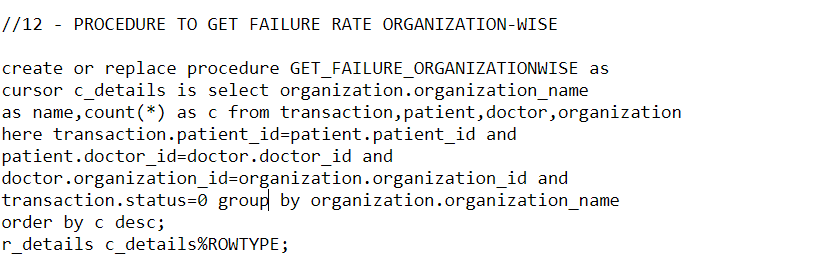 //12 - PROCEDURE TO GET FAILURE RATE ORGANIZATION-WISE
create or replace procedure GET_FAILURE_ORGANIZATIONWISE as
cursor c_details is select organization.organization_name
as name,count(*) as c from transaction,patient,doctor,organization
here transaction.patient_id=patient.patient_id and
patient.doctor_id=doctor.doctor_id and
doctor.organization_id=organization.organization_id and
transaction.status=0 group by organization.organization_name
order by c desc;
r_details c_details%ROWTYPE;